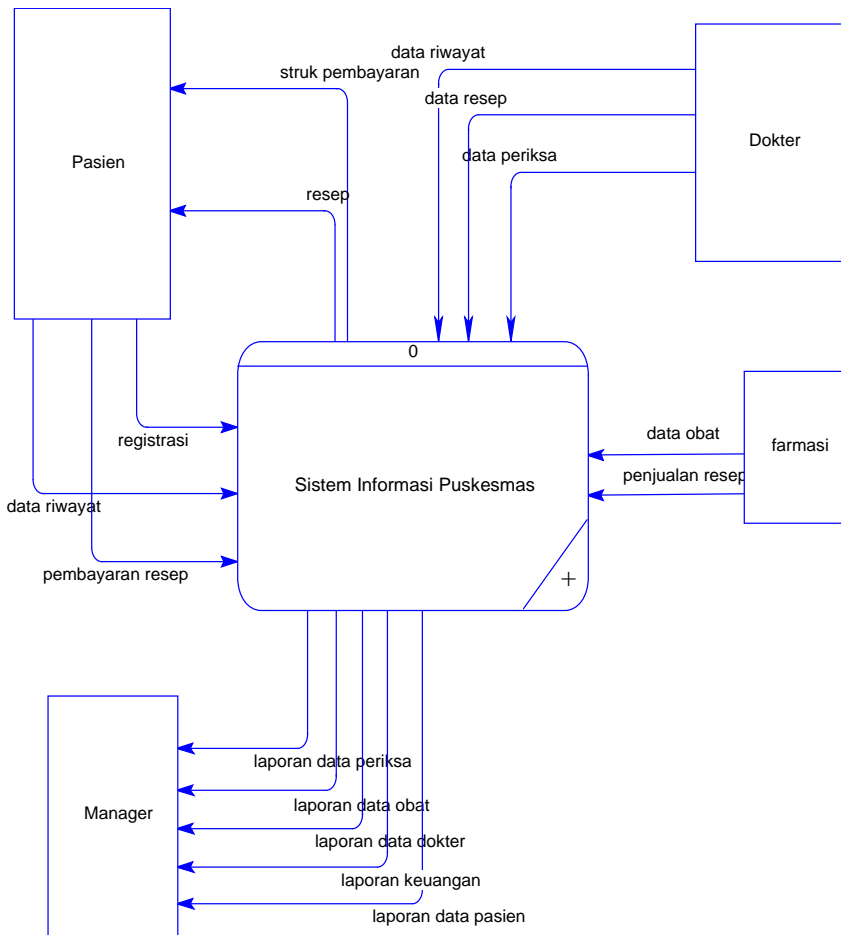 data riwayat
struk pembayaran
data resep
Dokter
data periksa
Pasien
resep
0
registrasi
data obat
farmasi
penjualan resep
Sistem Informasi Puskesmas
data riwayat
pembayaran resep
+
laporan data periksa
Manager
laporan data obat
laporan data dokter
laporan keuangan
laporan data pasien